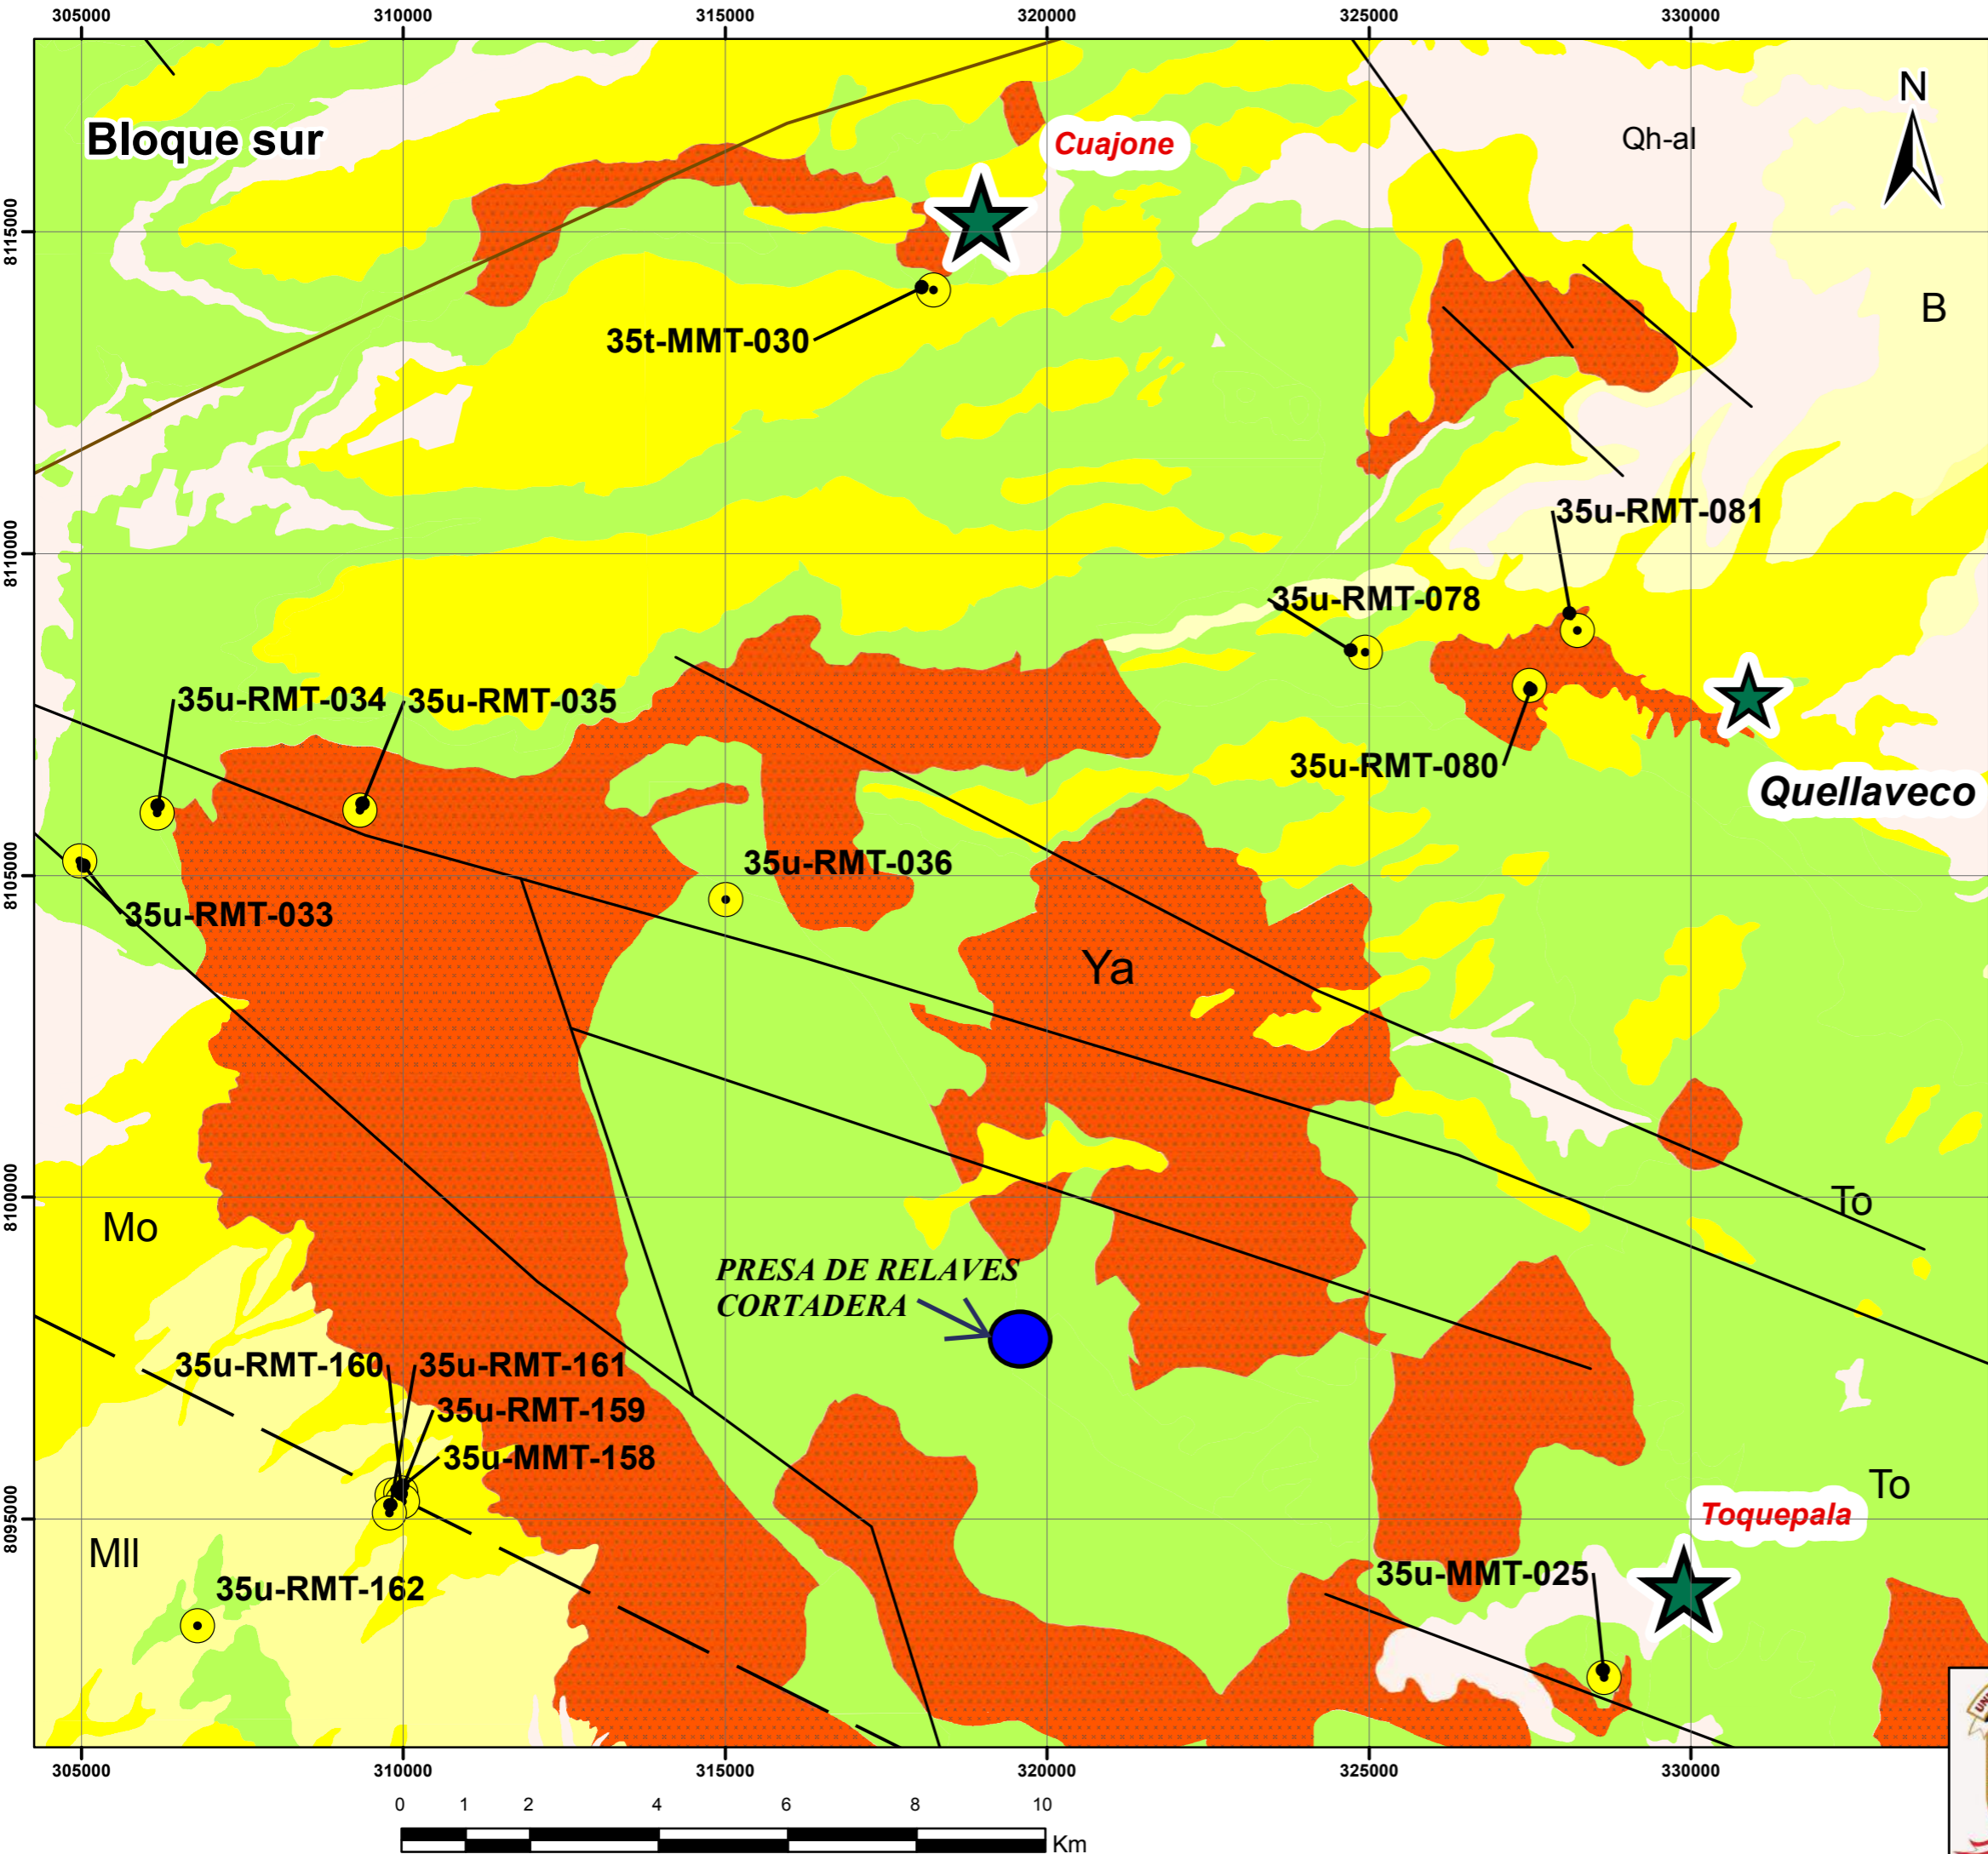 305000 310000 315000 320000 325000 330000
N
Bloque sur
Cuajone
Qh-al
8115000
B
35t-MMT-030
35u-RMT-081
8110000
35u-RMT-078
35u-RMT-034
35u-RMT-035
35u-RMT-080
Quellaveco
35u-RMT-036
8105000
35u-RMT-033
Ya
8100000
To
Mo
PRESA DE RELAVES
CORTADERA
35u-RMT-160
35u-RMT-161
35u-RMT-159
35u-MMT-158
To
Toquepala
8095000
Mll
35u-MMT-025
35u-RMT-162
305000 310000 315000 320000 325000 330000
0 1 2 4 6 8 10
Km